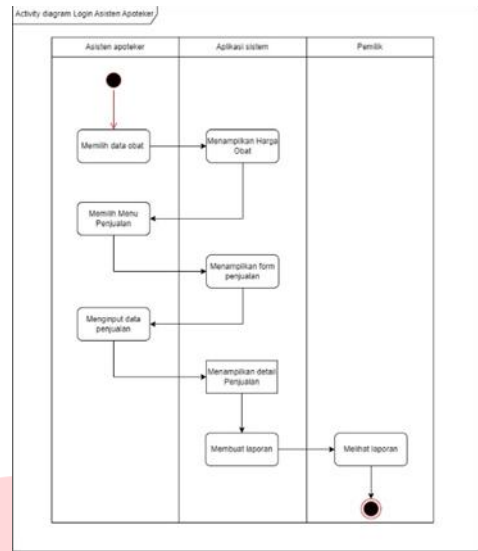 Activity diagram Login Asisten Apoteker
Asisten apoteker
Aplikasi sistem
Pemilik
Memilih data obat
Menampilkan Harga
Obat
Memilih Menu
Penjualan
Menampilkan form
penjualan
Menginput data
penjualan
Menampilkan detail
Penjualan
Membuat laporan
Melihat laporan